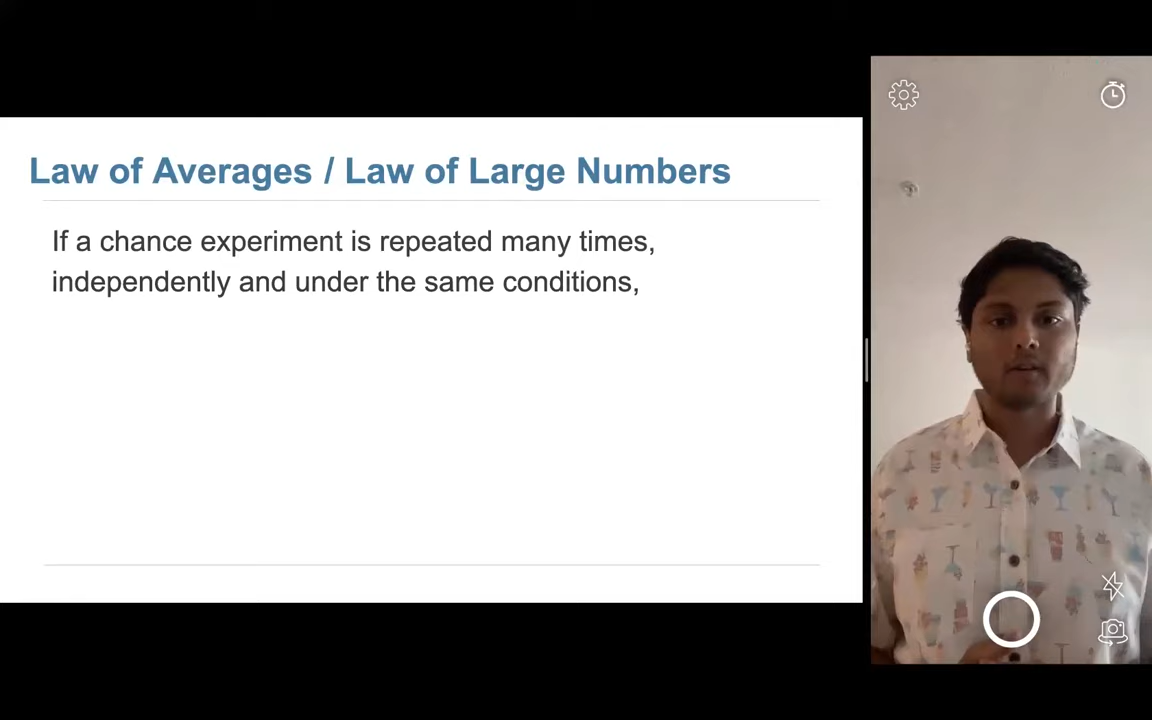 Law of Averages / Law of Large Numbers
If a chance experiment is repeated many times,
independently and under the same conditions,